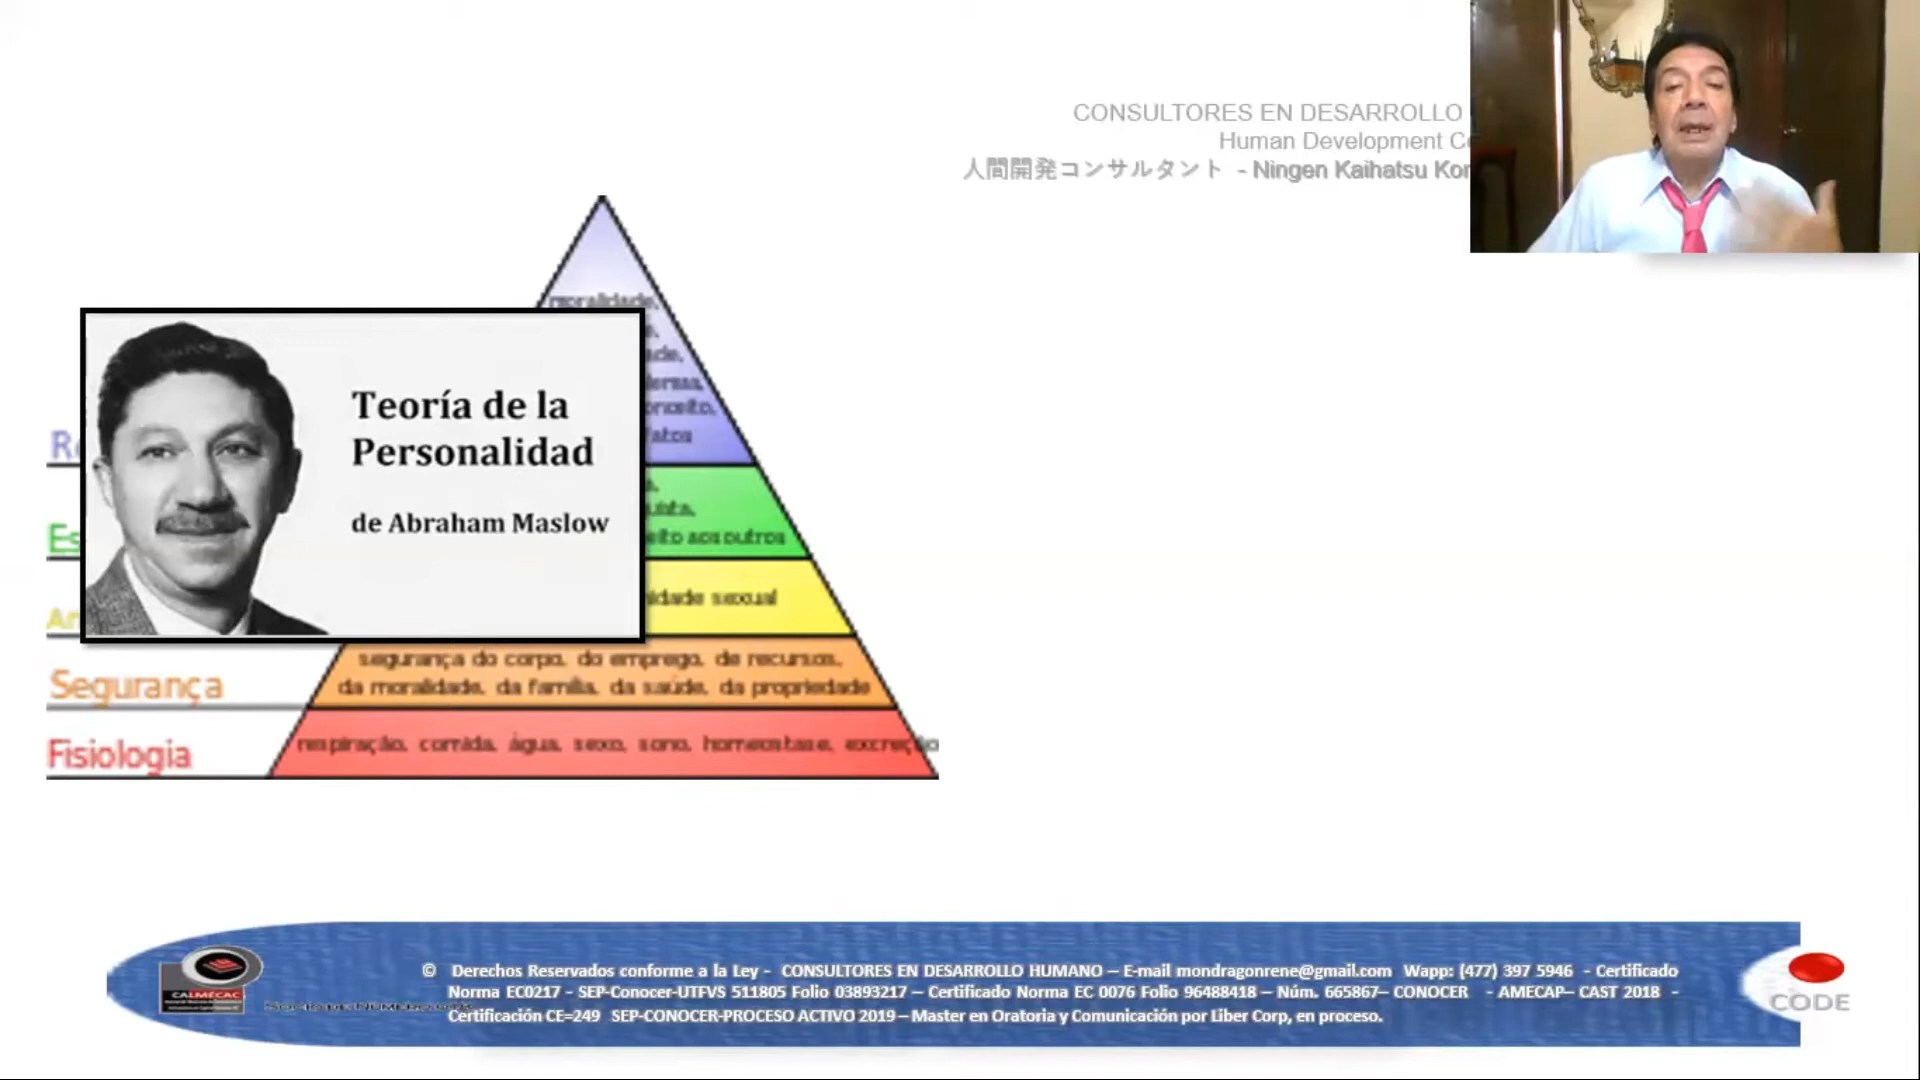 CONSULTORES EN DESARROLLO
Human Development
人間開発コンサルタント - Ningen Kaihatsu
moralidade,
Teoría de la
Personalidad
de Abraham Maslow
aos outros
sexual
segurança do corpo, do emprego, de recursos,
da moralidade, da família, da saúde, da propriedade
Segurança
respiração, comida, água, sexo, sono, homeostase, excreção
Fisiologia
© Derechos Reservados conforme a la Ley - CONSULTORES EN DESARROLLO HUMANO – E-mail mondragonrene@gmail.com Wapp: (477) 397 5946 - Certificado
Norma EC0217 - SEP-Conocer-UTFVS 511805 Folio 03893217 – Certificado Norma EC 0076 Folio 96488418 – Núm. 665867– CONOCER - AMECAP– CAST 2018 -
Certificación CE=249 SEP-CONOCER-PROCESO ACTIVO 2019 – Master en Oratoria y Comunicación por Liber Corp, en proceso.
CALMECAC
CODE